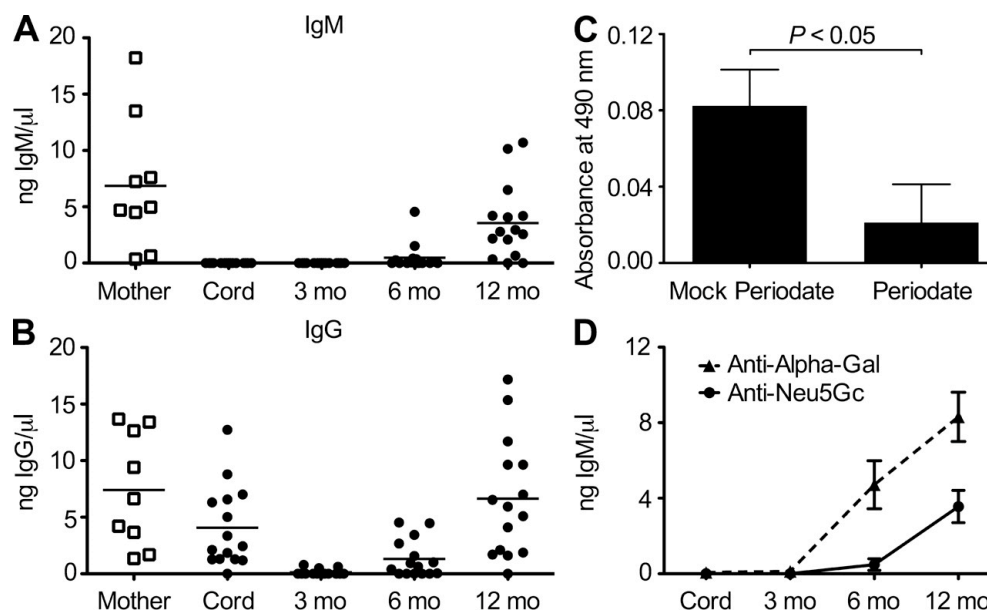 A
IgM
ng IgM/µl
20
15
10
5
0
Mother Cord 3 mo 6 mo 12 mo
B
IgG
ng IgG/µl
20
15
10
5
0
Mother Cord 3 mo 6 mo 12 mo
C
Absorbance at 490 nm
0.12
0.08
0.04
0.00
P < 0.05
Mock Periodate Periodate
D
ng IgM/µl
12
8
4
0
Anti-Alpha-Gal
Anti-Neu5Gc
Cord 3 mo 6 mo 12 mo